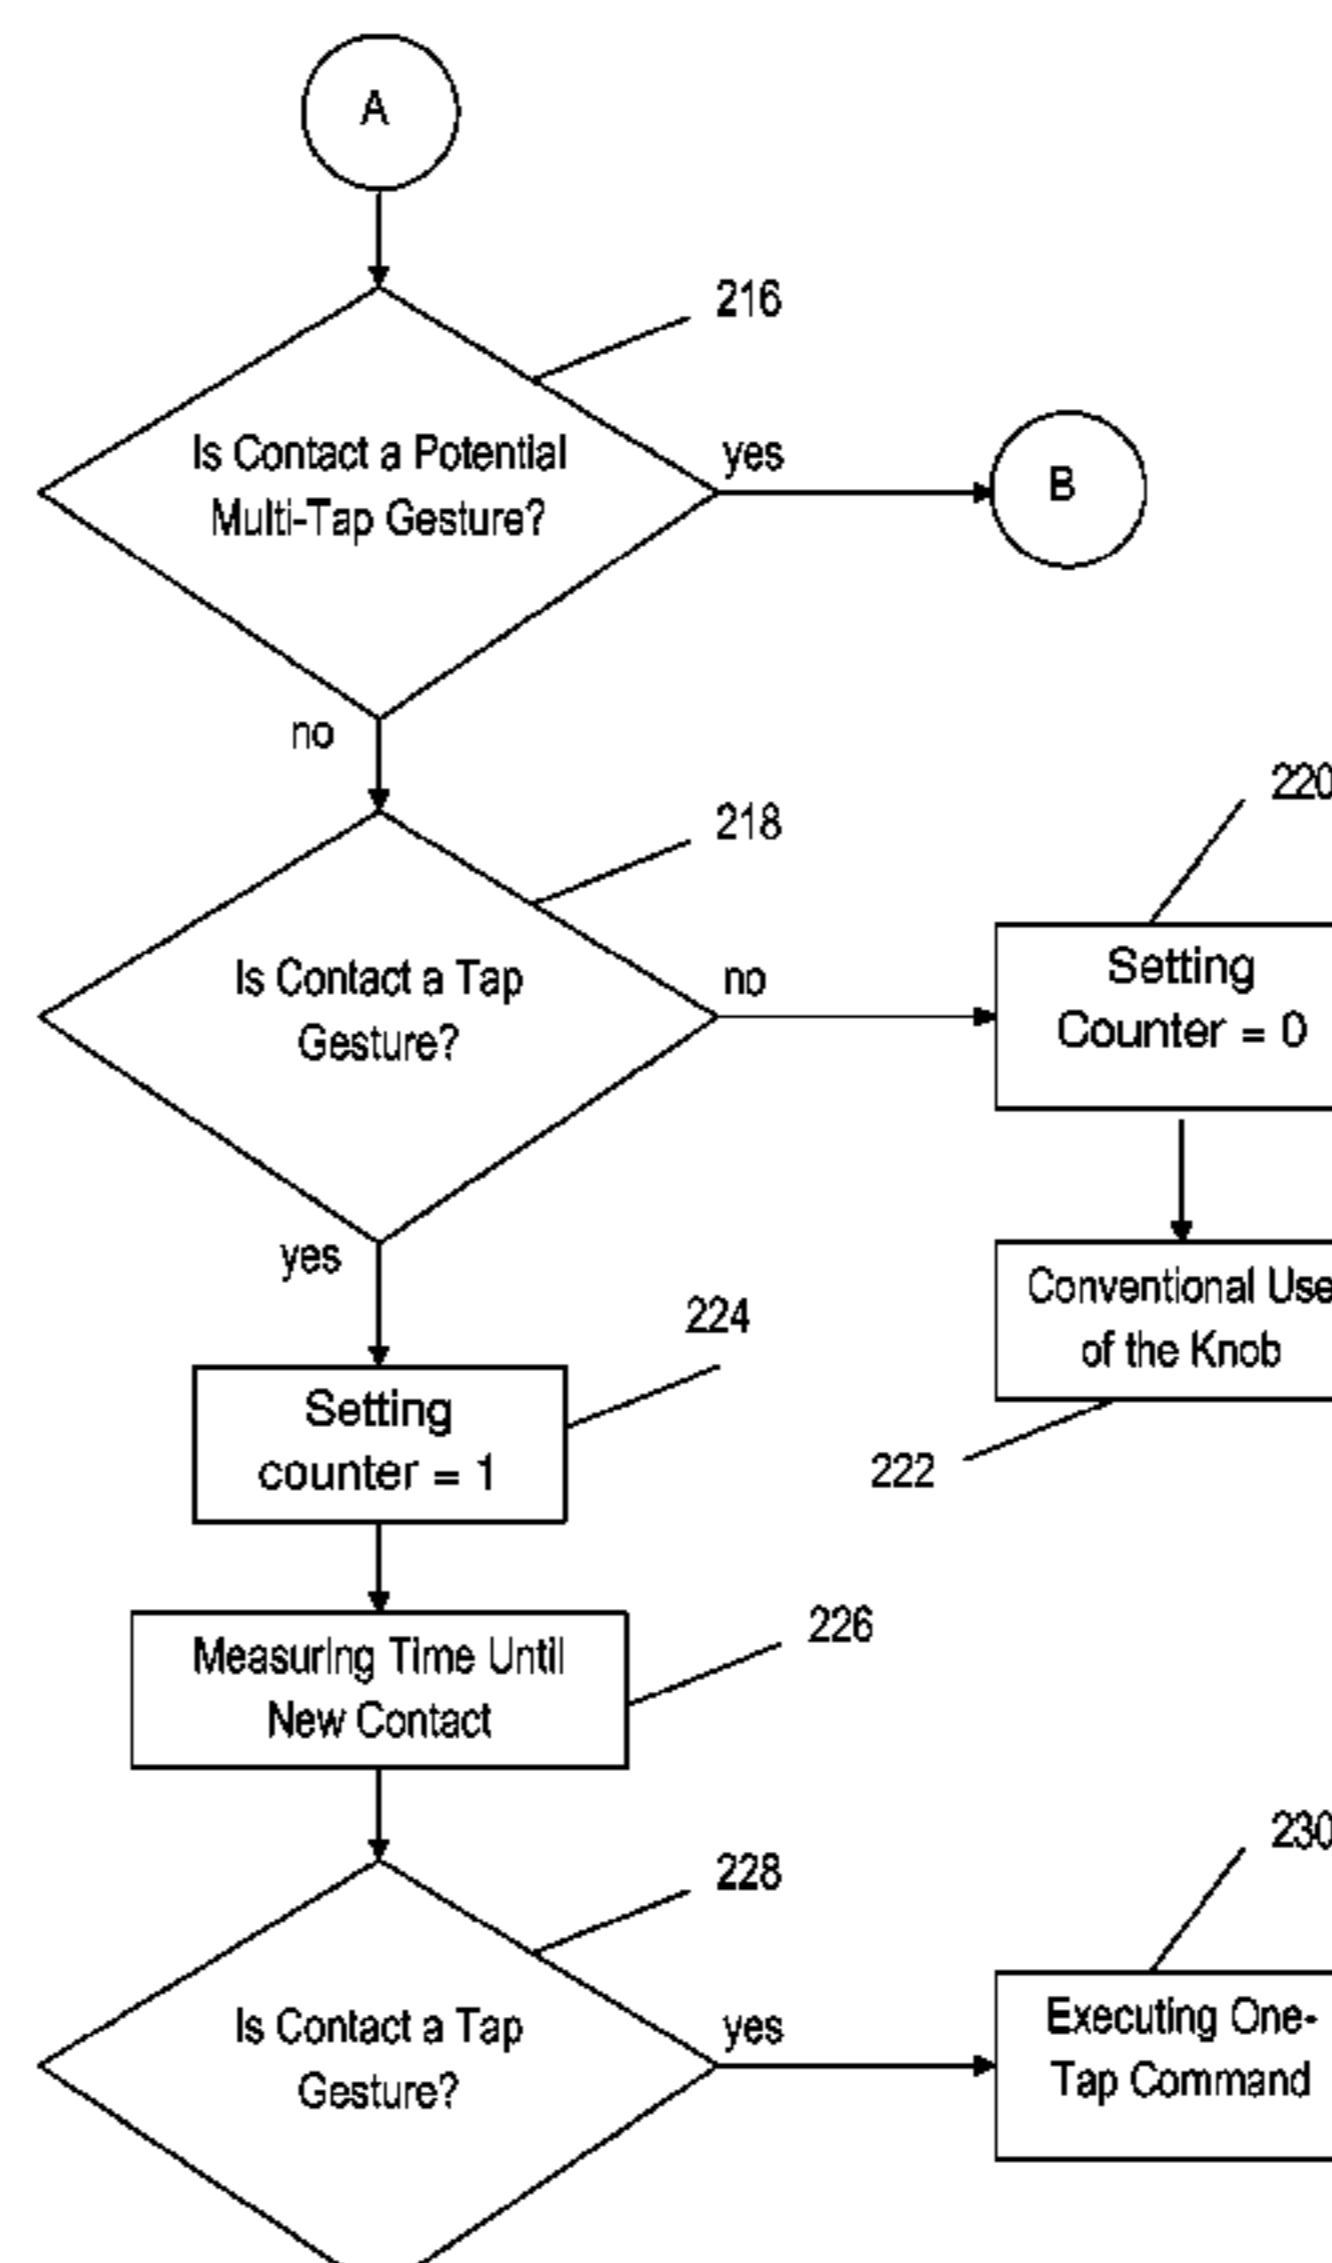 A
216
Is Contact a Potential
Multi-Tap Gesture?
yes
B
no
218
Is Contact a Tap
Gesture?
no
220
Setting
Counter = 0
yes
224
Setting
counter = 1
Conventional Use
of the Knob
222
226
Measuring Time Until
New Contact
228
Is Contact a Tap
Gesture?
yes
230
Executing One-
Tap Command